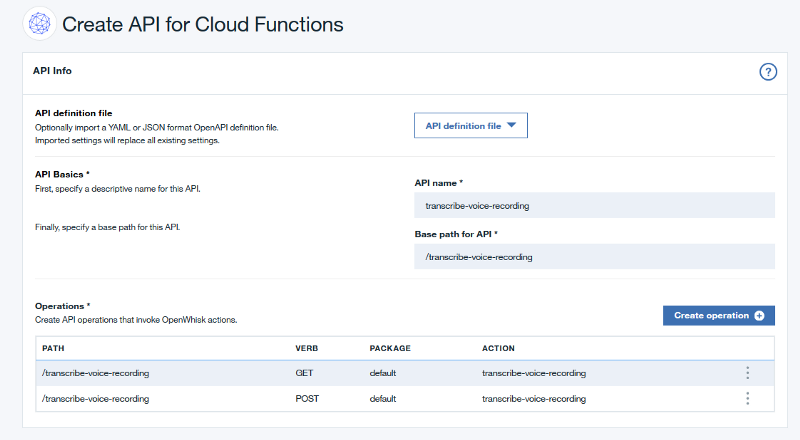 Create API for Cloud Functions
API Info
?
API definition file
Optionally import a YAML or JSON format OpenAPI definition file.
Imported settings will replace all existing settings.
API definition file
API Basics *
First, specify a descriptive name for this API.
API name *
transcribe-voice-recording
Finally, specify a base path for this API.
Base path for API *
/transcribe-voice-recording
Operations *
Create API operations that invoke OpenWhisk actions.
Create operation
PATH VERB PACKAGE ACTION
/transcribe-voice-recording GET default transcribe-voice-recording
/transcribe-voice-recording POST default transcribe-voice-recording